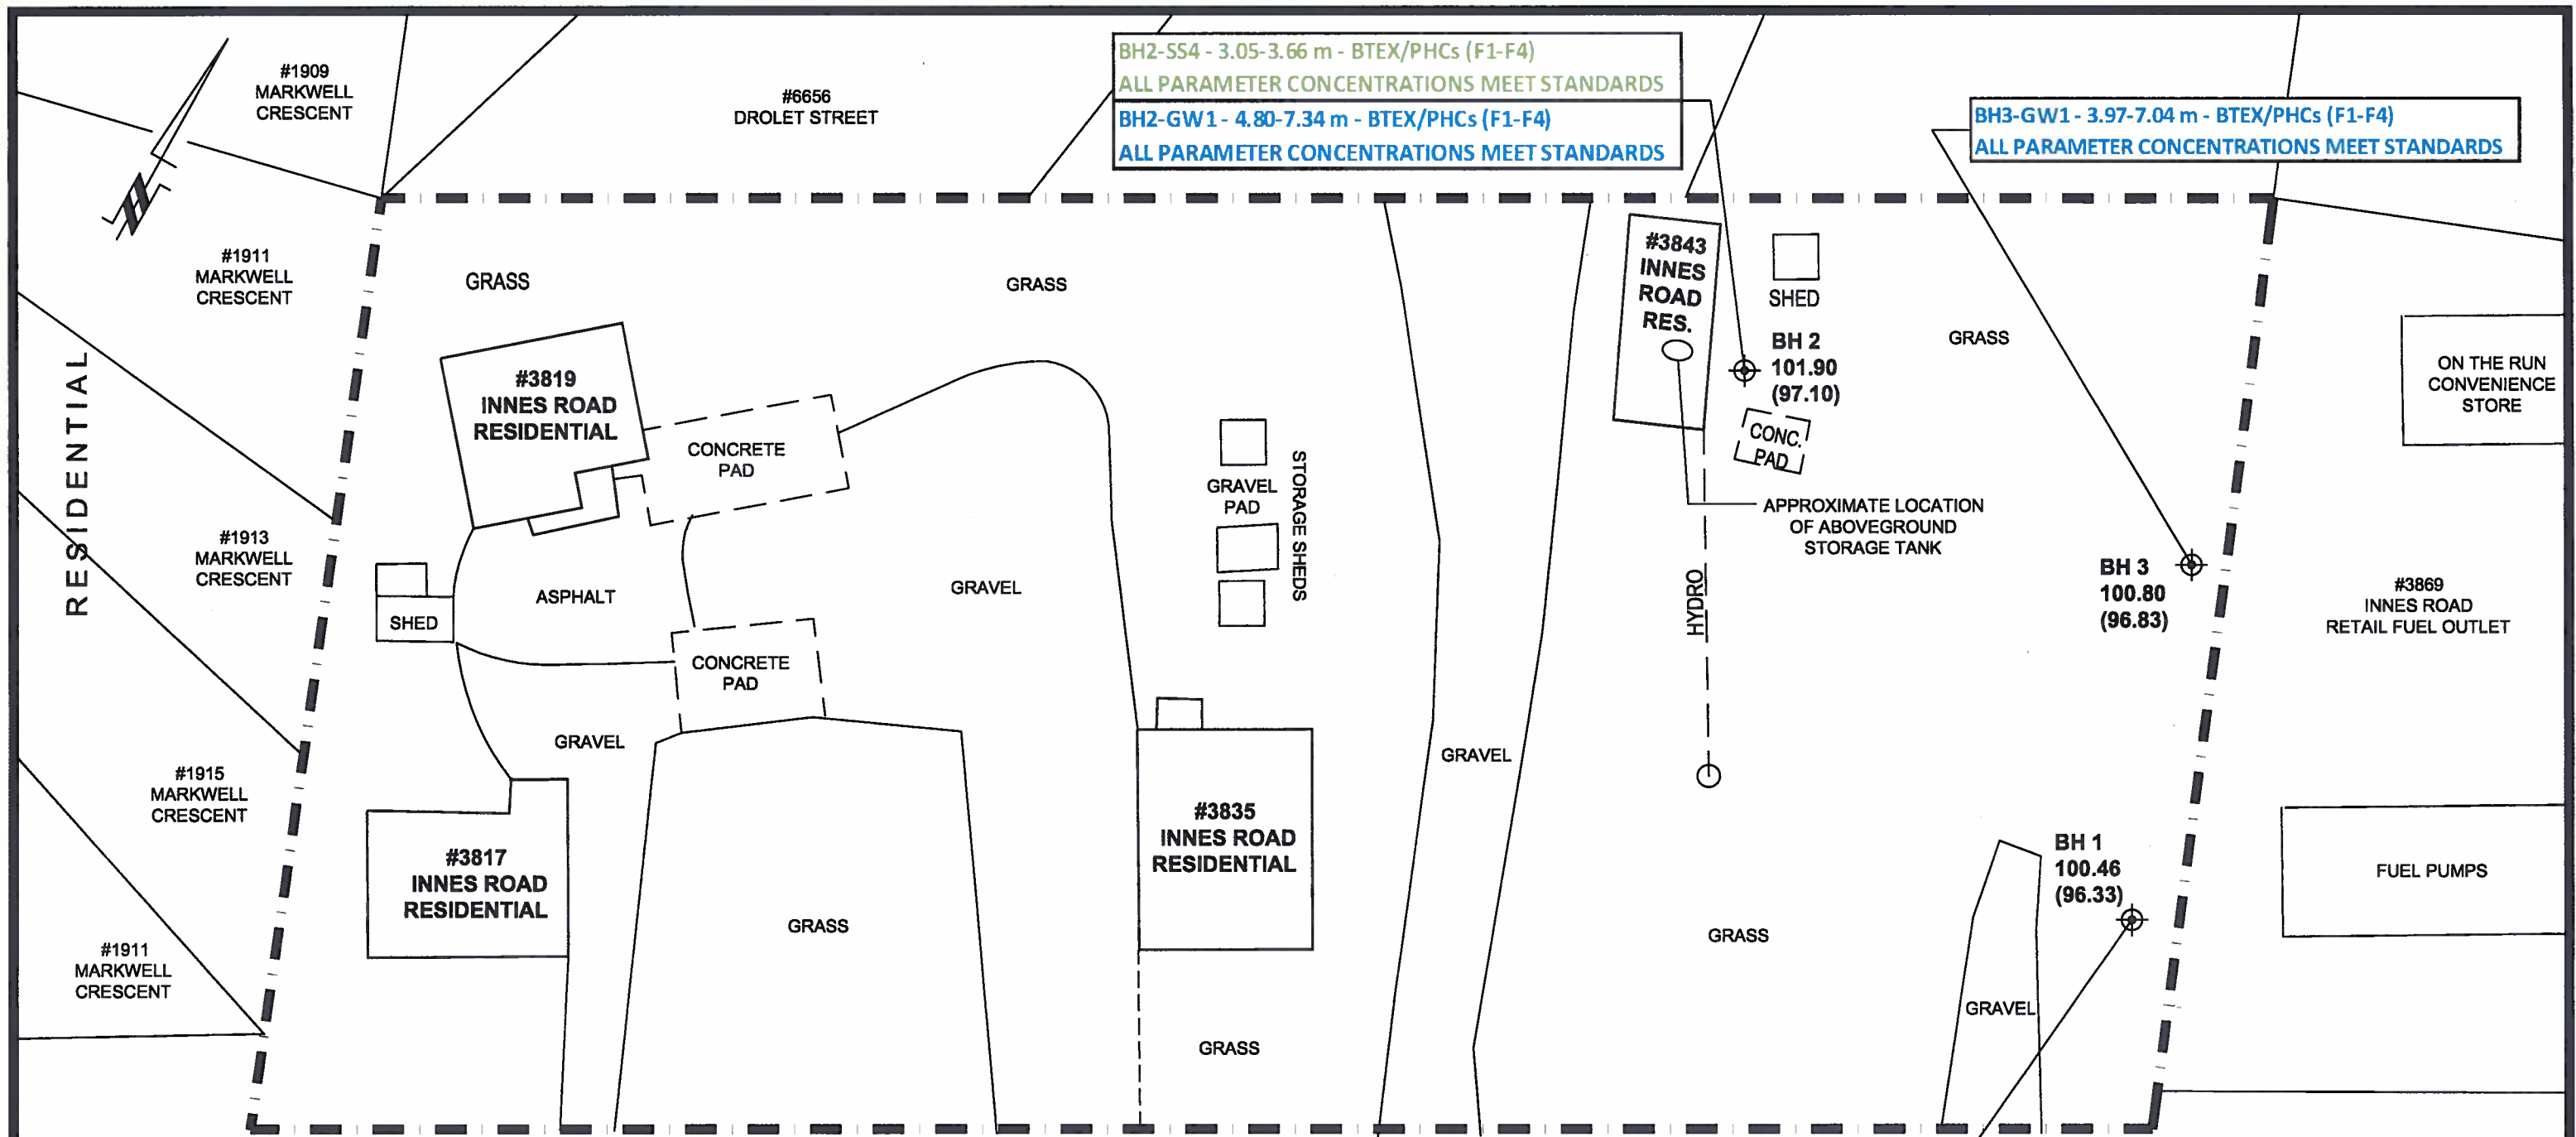 #1909
MARKWELL
CRESCENT
#6656
DROLET STREET
BH2-SS4 - 3.05-3.66 m - BTEX/PHCs (F1-F4)
ALL PARAMETER CONCENTRATIONS MEET STANDARDS
BH2-GW1 - 4.80-7.34 m - BTEX/PHCs (F1-F4)
ALL PARAMETER CONCENTRATIONS MEET STANDARDS
BH3-GW1 - 3.97-7.04 m - BTEX/PHCs (F1-F4)
ALL PARAMETER CONCENTRATIONS MEET STANDARDS
#1911
MARKWELL
CRESCENT
GRASS
GRASS
#3843
INNES
ROAD
RES.
SHED
GRASS
BH 2
101.90
(97.10)
ON THE RUN
CONVENIENCE
STORE
RESIDENTIAL
#3819
INNES ROAD
RESIDENTIAL
CONCRETE
PAD
GRAVEL
PAD
STORAGE SHEDS
CONC.
PAD
APPROXIMATE LOCATION
OF ABOVEGROUND
STORAGE TANK
#1913
MARKWELL
CRESCENT
SHED
ASPHALT
GRAVEL
HYDRO
BH 3
100.80
(96.83)
#3869
INNES ROAD
RETAIL FUEL OUTLET
CONCRETE
PAD
GRAVEL
GRAVEL
#1915
MARKWELL
CRESCENT
#3817
INNES ROAD
RESIDENTIAL
#3835
INNES ROAD
RESIDENTIAL
BH 1
100.46
(96.33)
FUEL PUMPS
GRASS
GRASS
#1911
MARKWELL
CRESCENT
GRAVEL
GRASS